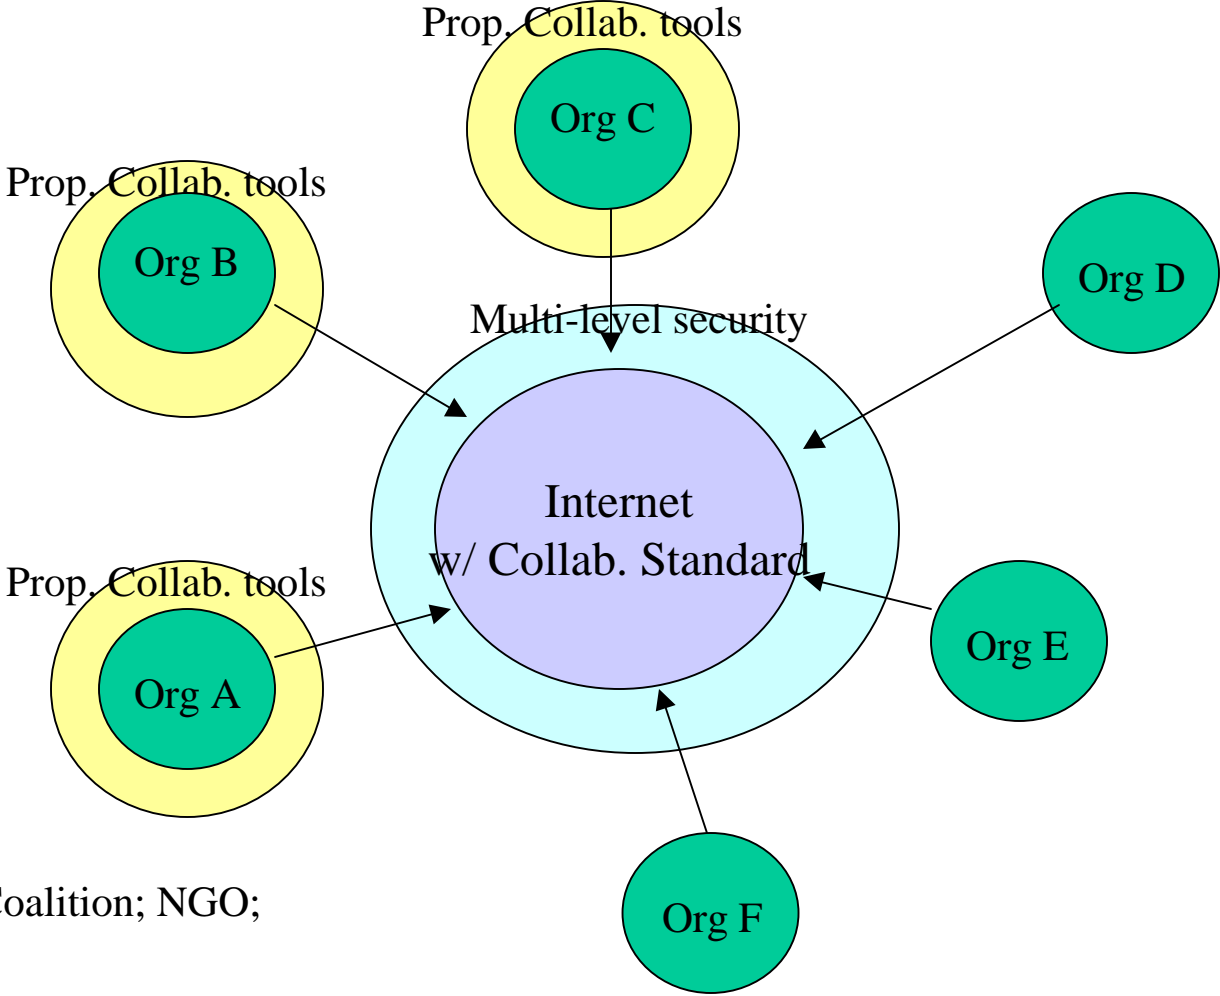 Prop. Collab. tools
Org C
Prop. Collab. tools
Org B
Org D
Multi-level security
Internet
w/ Collab. Standard
Prop. Collab. tools
Org E
Org A
oalition; NGO;
Org F